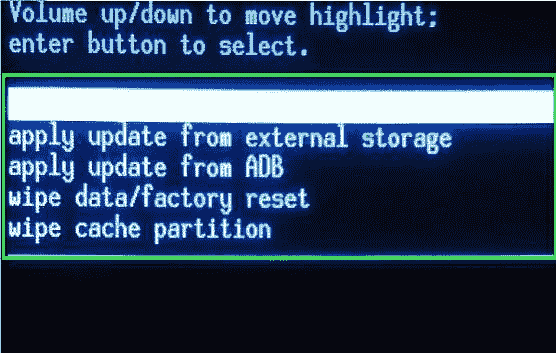 Volume up/down to move highlight;
enter button to select.
apply update from external storage
apply update from ADB
wipe data/factory reset
wipe cache partition